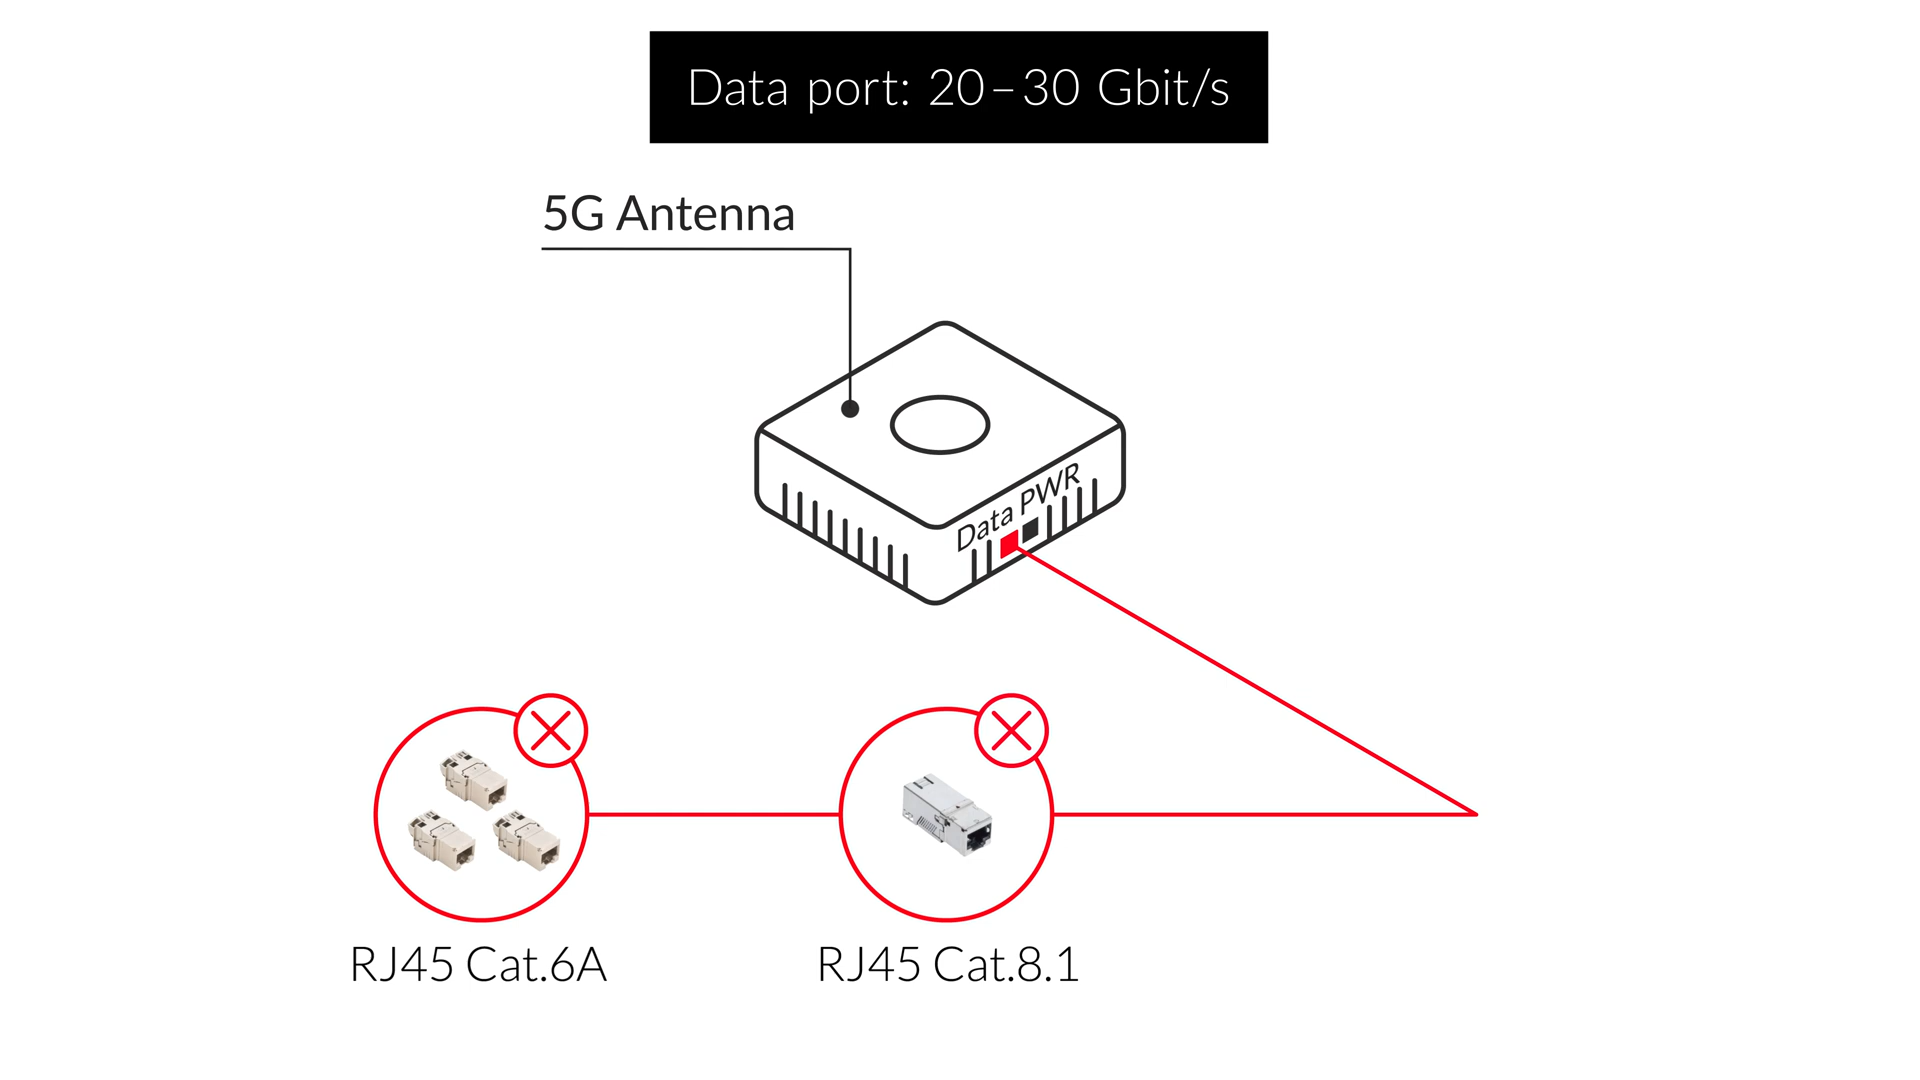 Data port: 20–30 Gbit/s
5G Antenna
Data PWR
RJ45 Cat.6A
RJ45 Cat.8.1